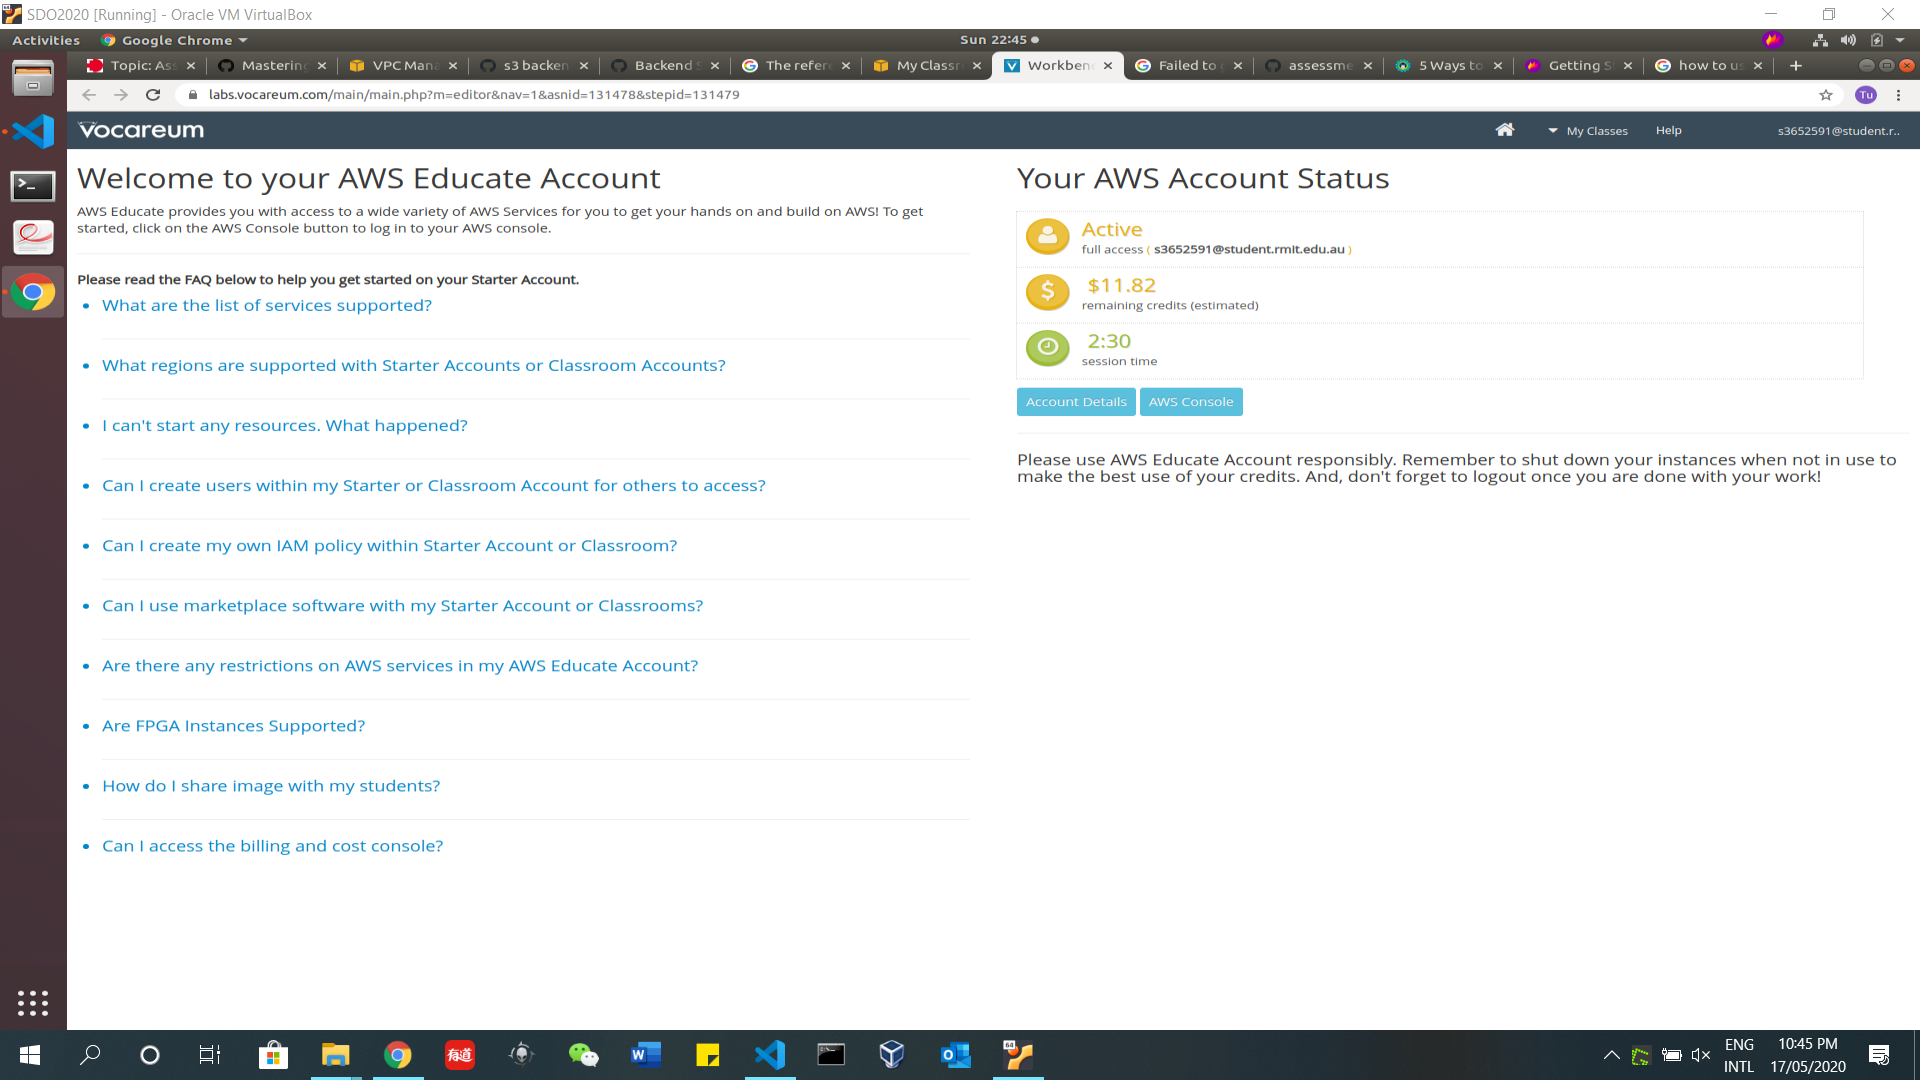 SDO2020 [Running] - Oracle VM VirtualBox
Activities
Google Chrome
Sun 22:45
Topic: Ass
Mastering
VPC Mana
s3 backen
Backend S
The refere
My Classr
Workbenc
Failed to
assessme
5 Ways to
Getting S
how to us
labs.vocareum.com/main/main.php?m=editor&nav=1&asnid=131478&stepid=131479
Tu
vocareum
My Classes
Help
s3652591@student.r..
Welcome to your AWS Educate Account
AWS Educate provides you with access to a wide variety of AWS Services for you to get your hands on and build on AWS! To get
started, click on the AWS Console button to log in to your AWS console.
Please read the FAQ below to help you get started on your Starter Account.
What are the list of services supported?
What regions are supported with Starter Accounts or Classroom Accounts?
I can't start any resources. What happened?
Can I create users within my Starter or Classroom Account for others to access?
Can I create my own IAM policy within Starter Account or Classroom?
Can I use marketplace software with my Starter Account or Classrooms?
Are there any restrictions on AWS services in my AWS Educate Account?
Are FPGA Instances Supported?
How do I share image with my students?
Can I access the billing and cost console?
Your AWS Account Status
Active
full access ( s3652591@student.rmit.edu.au )
$11.82
remaining credits (estimated)
2:30
session time
Account Details
AWS Console
Please use AWS Educate Account responsibly. Remember to shut down your instances when not in use to
make the best use of your credits. And, don't forget to logout once you are done with your work!
有道
64
ENG
INTL
10:45 PM
17/05/2020